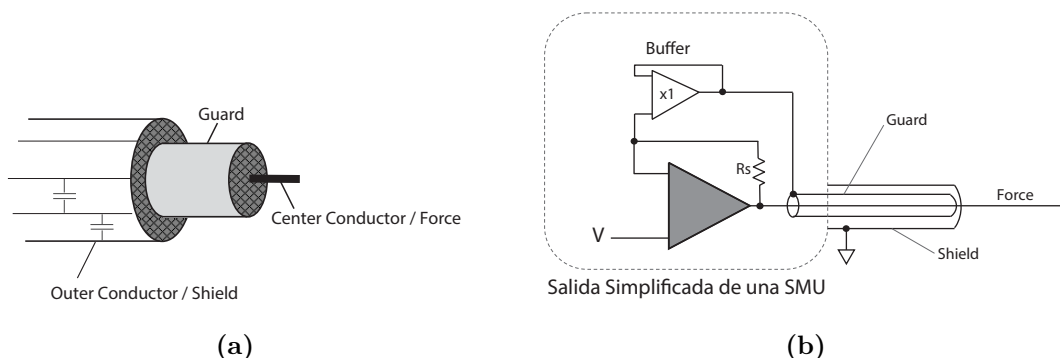 Guard
Center Conductor / Force
Outer Conductor / Shield
(a)
Buffer
x1
Rs
V
Guard
Force
Shield
Salida Simplificada de una SMU
(b)